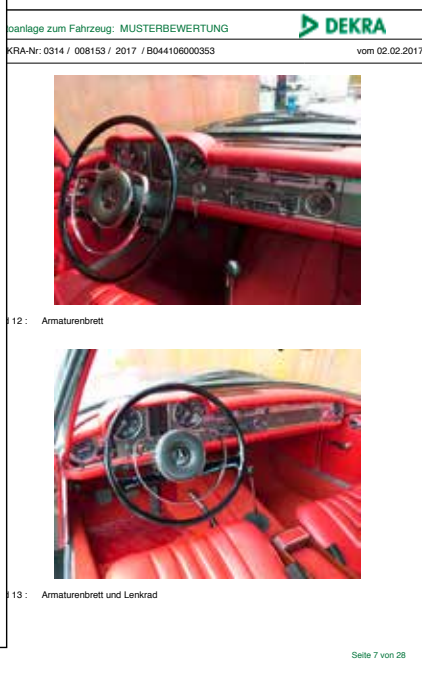 oanlage zum Fahrzeug: MUSTERBEWERTUNG
DEKRA
KRA-Nr: 0314 / 008153 / 2017 / B044106000353 vom 02.02.2017
12 : Armaturenbrett
13 : Armaturenbrett und Lenkrad
Seite 7 von 28